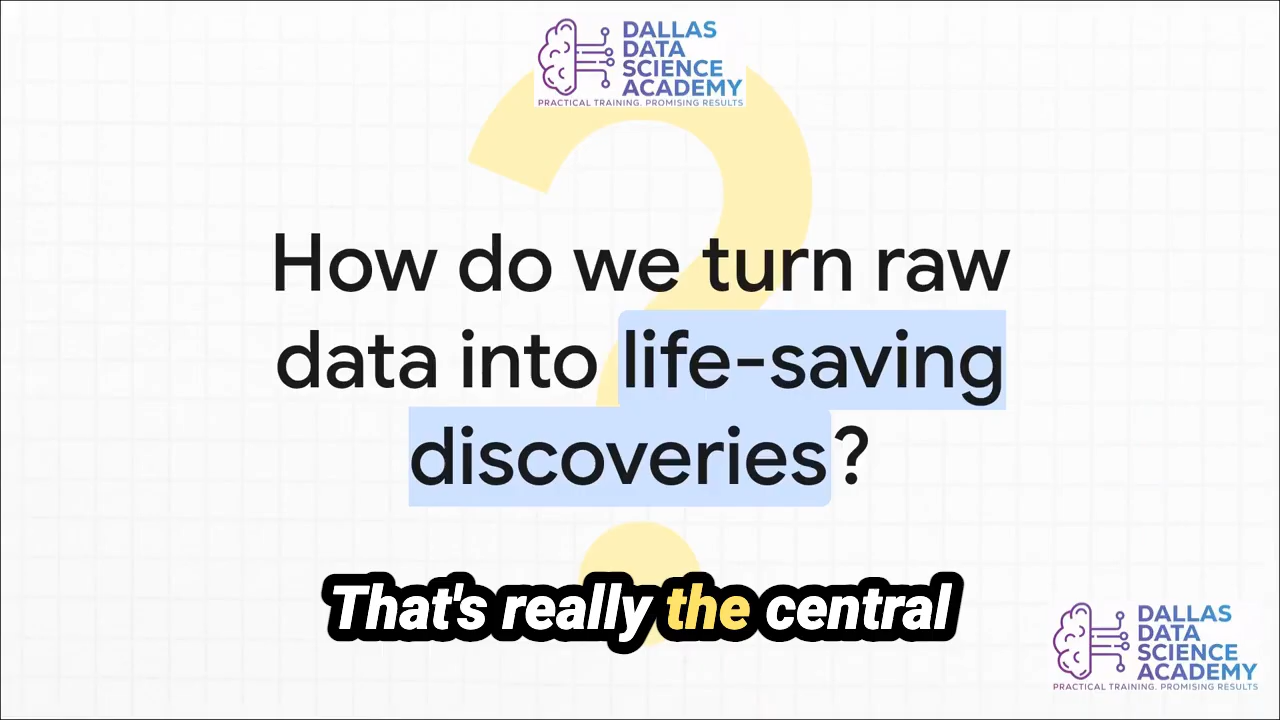 DALLAS
DATA
SCIENCE
ACADEMY
PRACTICAL TRAINING. PROMISING RESULTS
How do we turn raw
data into life-saving
discoveries?
That's really the central
DALLAS
DATA
SCIENCE
ACADEMY
PRACTICAL TRAINING. PROMISING RESULTS